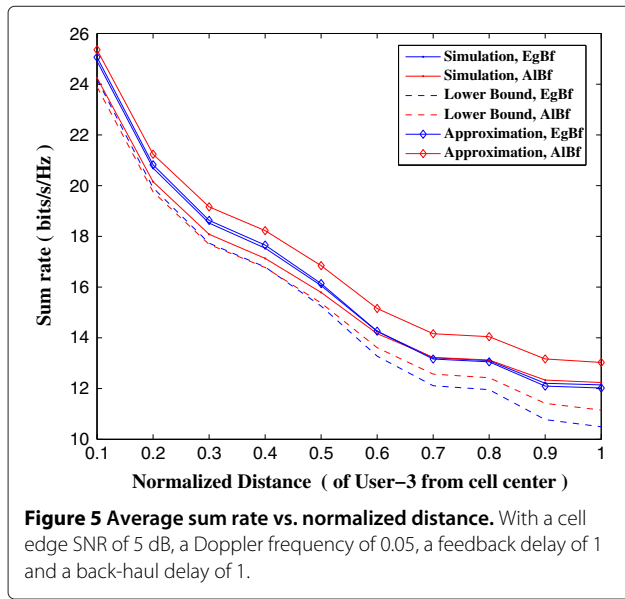 26
24
22
20
18
16
14
12
10
Sum rate ( bits/s/Hz )
Simulation, EgBf
Simulation, AlBf
Lower Bound, EgBf
Lower Bound, AlBf
Approximation, EgBf
Approximation, AlBf
0.1 0.2 0.3 0.4 0.5 0.6 0.7 0.8 0.9 1
Normalized Distance ( of User−3 from cell center )
Figure 5 Average sum rate vs. normalized distance. With a cell
edge SNR of 5 dB, a Doppler frequency of 0.05, a feedback delay of 1
and a back-haul delay of 1.